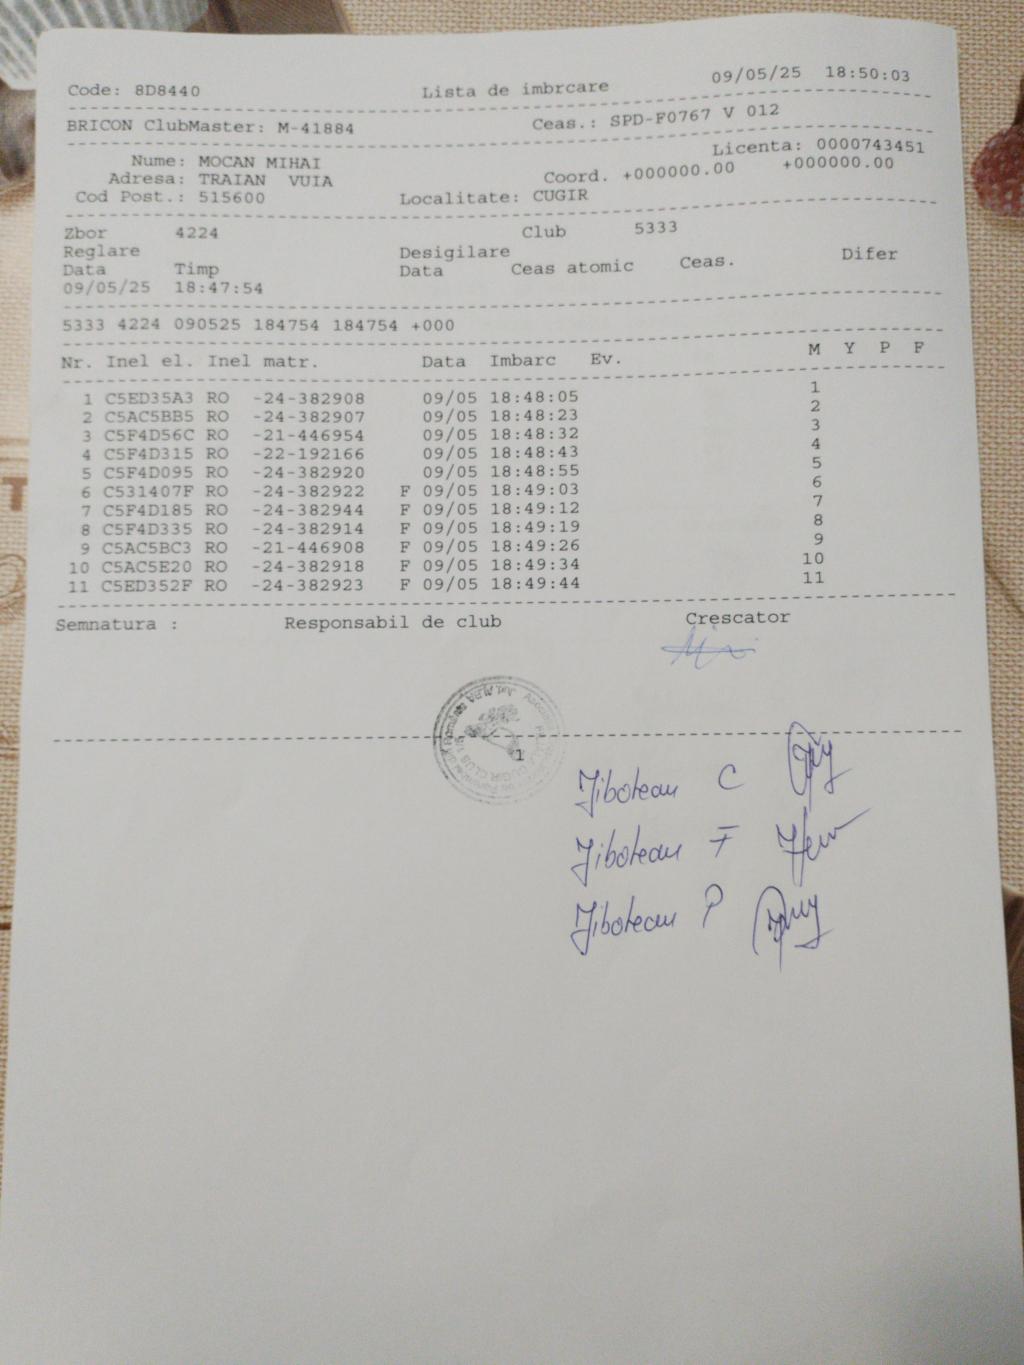 Code: 8D8440 Lista de imbrcare 09/05/25 18:50:03
BRICON ClubMaster: M-41884 Ceas.: SPD-F0767 V 012
Nume: MOCAN MIHAI Licenta: 0000743451
Adresa: TRAIAN VUIA Coord. +000000.00 +000000.00
Cod Post.: 515600 Localitate: CUGIR
Zbor 4224 Club 5333
Reglare Desigilare
Data Timp Data Ceas atomic Ceas. Difer
09/05/25 18:47:54
5333 4224 090525 184754 184754 +000
Nr. Inel el. Inel matr. Data Imbarc Ev. M Y P F
1 C5ED35A3 RO -24-382908 09/05 18:48:05 1
2 C5AC5BB5 RO -24-382907 09/05 18:48:23 2
3 C5F4D56C RO -21-446954 09/05 18:48:32 3
4 C5F4D315 RO -22-192166 09/05 18:48:43 4
5 C5F4D095 RO -24-382920 09/05 18:48:55 5
6 C531407F RO -24-382922 F 09/05 18:49:03 6
7 C5F4D185 RO -24-382944 F 09/05 18:49:12 7
8 C5F4D335 RO -24-382914 F 09/05 18:49:19 8
9 C5AC5BC3 RO -21-446908 F 09/05 18:49:26 9
10 C5AC5E20 RO -24-382918 F 09/05 18:49:34 10
11 C5ED352F RO -24-382923 F 09/05 18:49:44 11
Semnatura : Responsabil de club Crescator
1
Jiboteau C
Jiboteau F
Jiboteau P